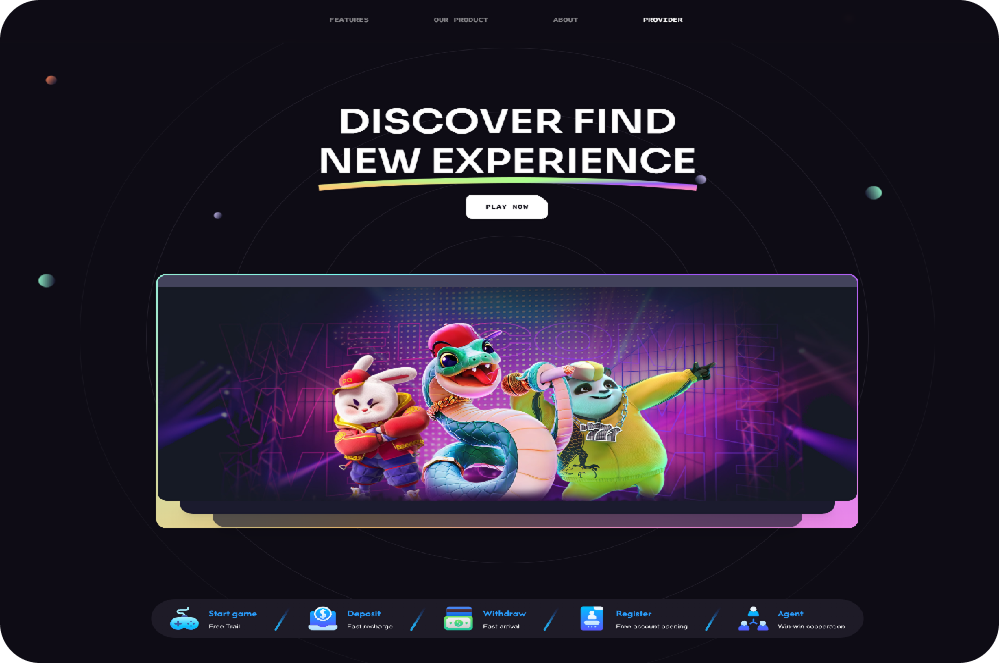 FEATURES
OUR PRODUCT
ABOUT
PROVIDER
DISCOVER FIND
NEW EXPERIENCE
PLAY NOW
777
Start game
Free Trail
Deposit
Fast recharge
Withdraw
Fast arrival
Register
Free account opening
Agent
Win-win cooperation